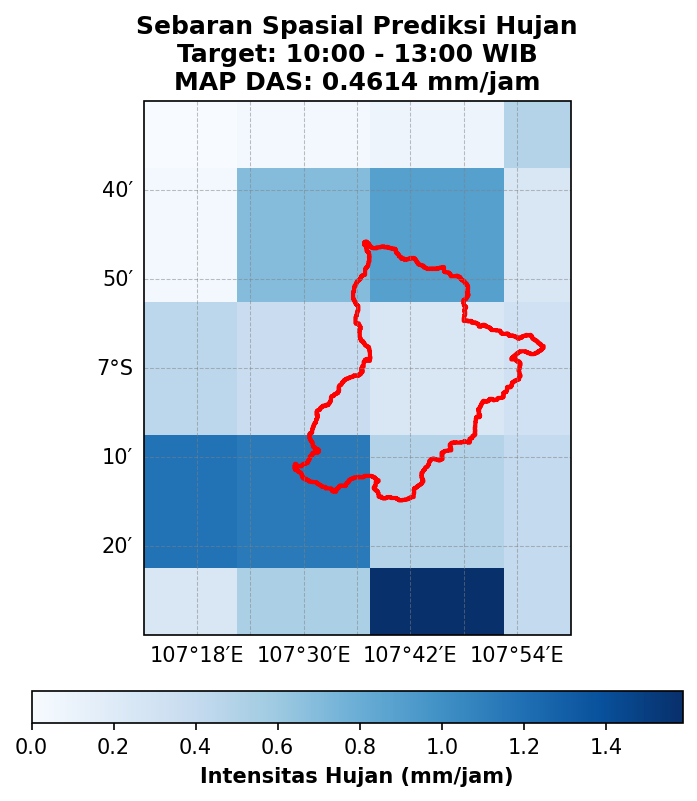 Sebaran Spasial Prediksi Hujan
Target: 10:00 - 13:00 WIB
MAP DAS: 0.4614 mm/jam
40′
50′
7°S
10′
20′
107°18′E 107°30′E 107°42′E 107°54′E
0.0 0.2 0.4 0.6 0.8 1.0 1.2 1.4
Intensitas Hujan (mm/jam)